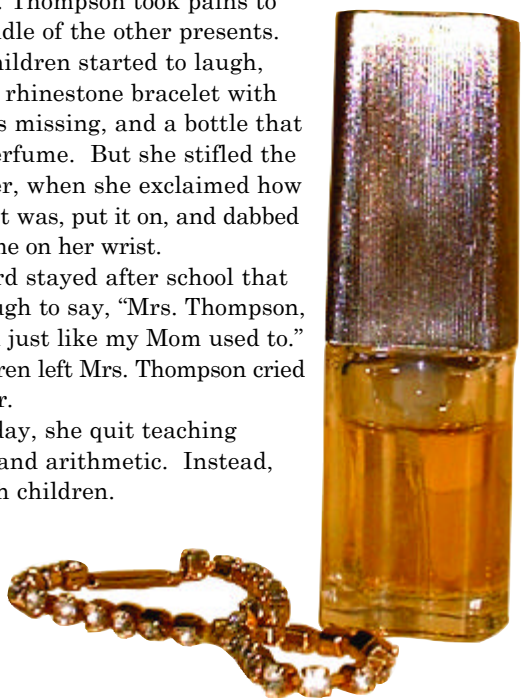 . Thompson took pains to
ddle of the other presents.
hildren started to laugh,
rhinestone bracelet with
s missing, and a bottle that
erfume. But she stifled the
er, when she exclaimed how
t was, put it on, and dabbed
me on her wrist.
rd stayed after school that
ugh to say, “Mrs. Thompson,
just like my Mom used to.”
ren left Mrs. Thompson cried
r.
day, she quit teaching
and arithmetic. Instead,
h children.